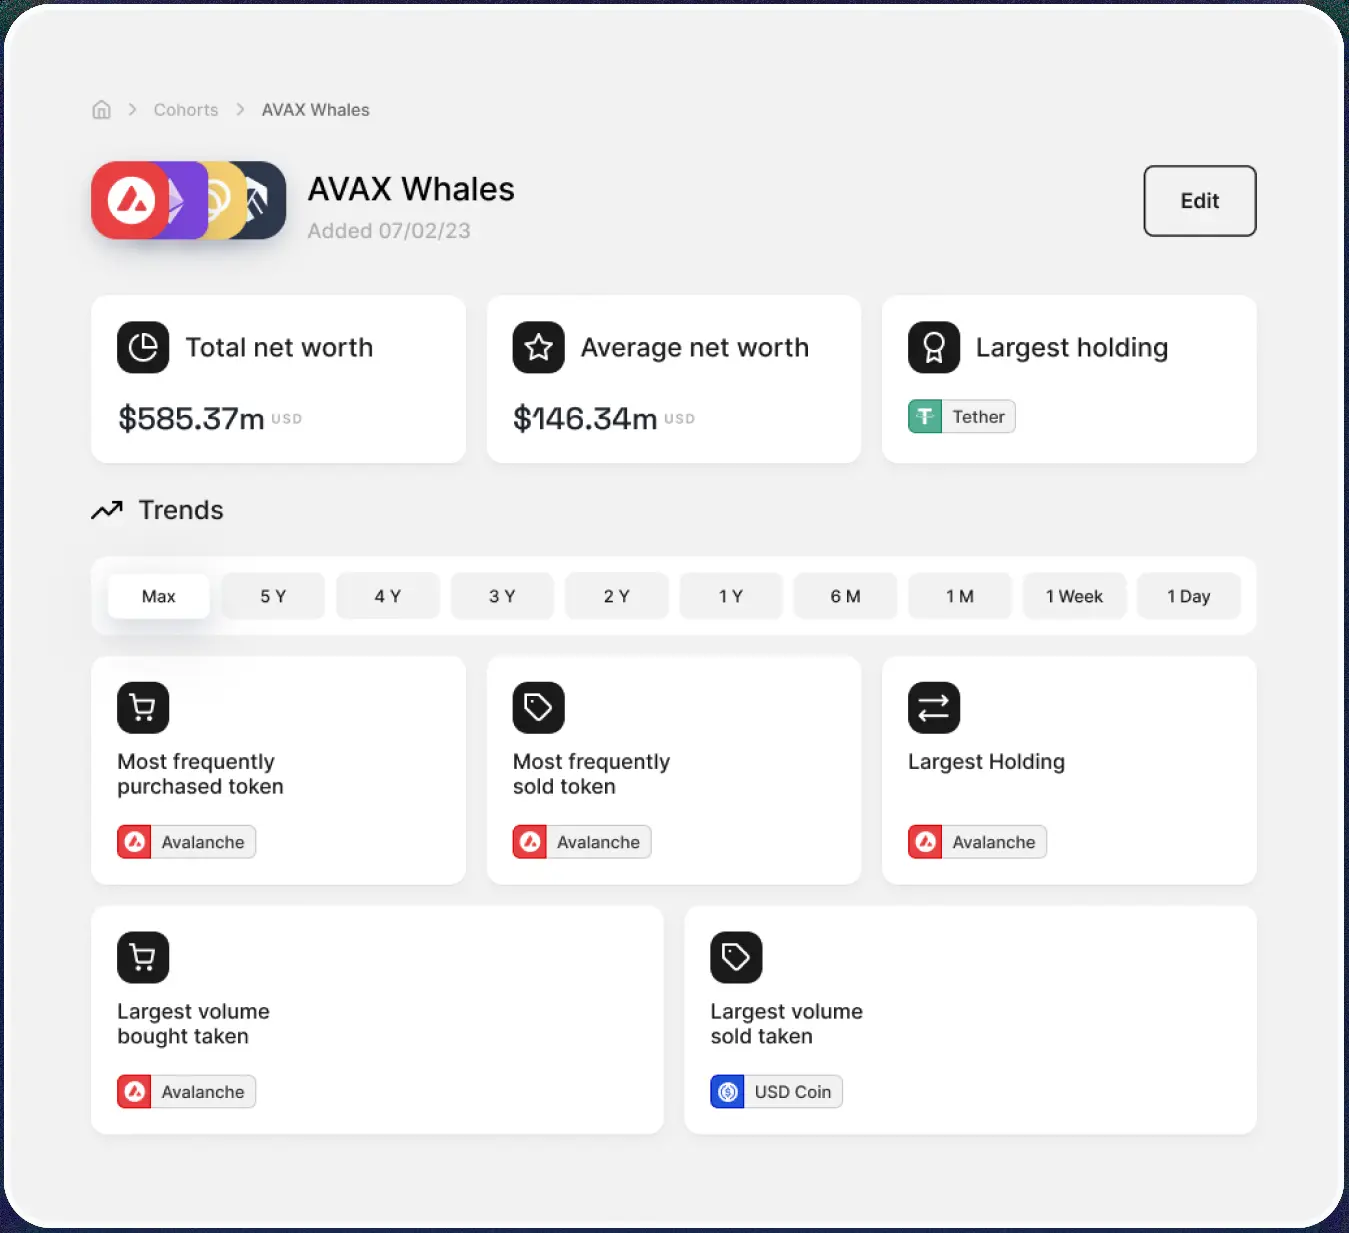 Cohorts
AVAX Whales
AVAX Whales
Added 07/02/23
Edit
Total net worth
$585.37m USD
Average net worth
$146.34m USD
Largest holding
Tether
Trends
Max
5 Y
4 Y
3 Y
2 Y
1 Y
6 M
1 M
1 Week
1 Day
Most frequently
purchased token
Avalanche
Most frequently
sold token
Avalanche
Largest Holding
Avalanche
Largest volume
bought taken
Avalanche
Largest volume
sold taken
USD Coin